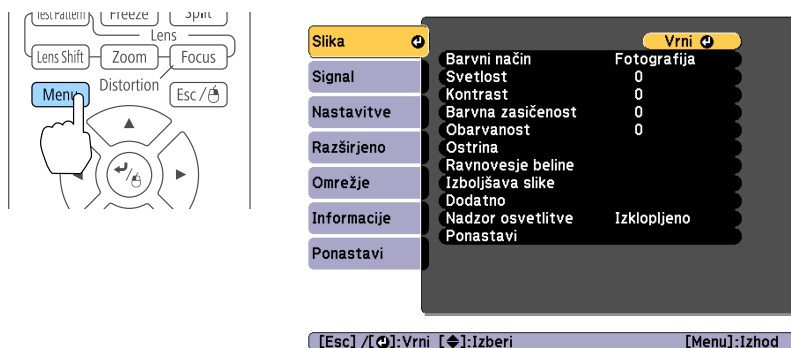 Test Pattern Freeze Split
Lens
Lens Shift Zoom Focus
Distortion
Menu Esc /
Slika
Signal
Nastavitve
Razširjeno
Omrežje
Informacije
Ponastavi
Vrni
Barvni način Fotografija
Svetlost 0
Kontrast 0
Barvna zasičenost 0
Obarvanost 0
Ostrina
Ravnovesje beline
Izboljšava slike
Dodatno
Nadzor osvetlitve Izklopljeno
Ponastavi
[Esc] /[ ]:Vrni [ ]:Izberi [Menu]:Izhod